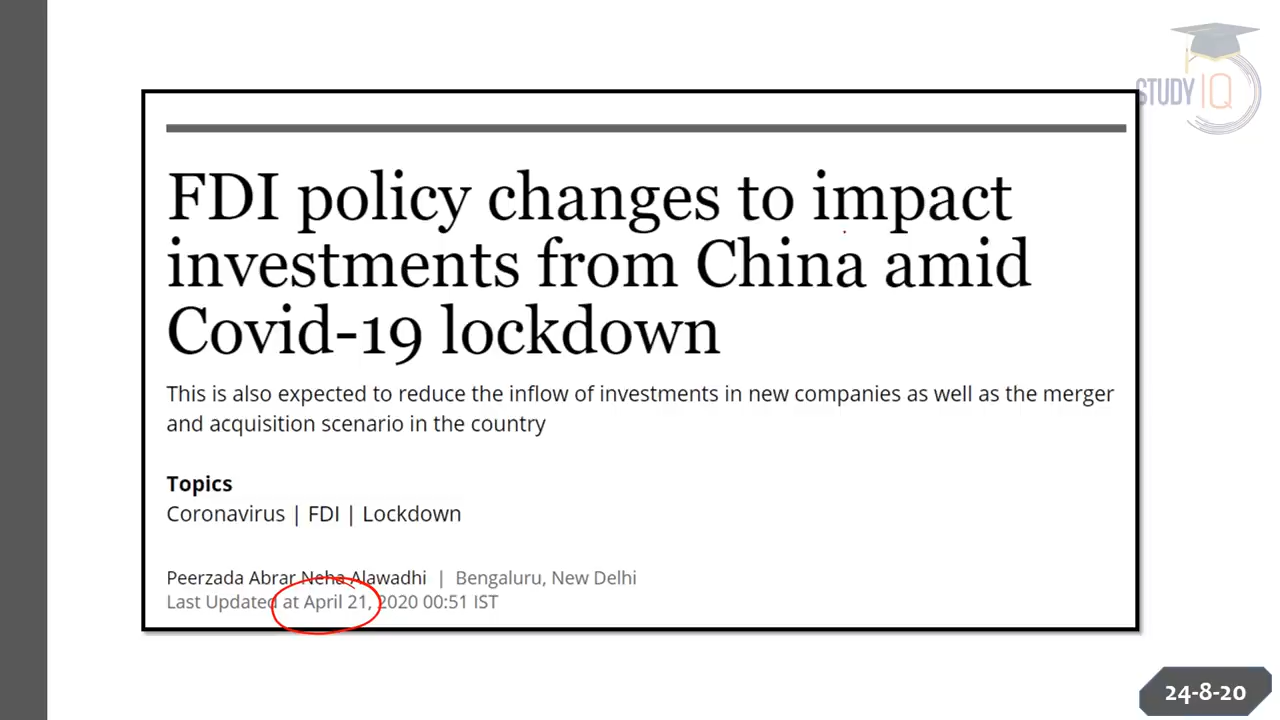 STUDY IQ
FDI policy changes to impact
investments from China amid
Covid-19 lockdown
This is also expected to reduce the inflow of investments in new companies as well as the merger
and acquisition scenario in the country
Topics
Coronavirus | FDI | Lockdown
Peerzada Abrar Neha Alawadhi | Bengaluru, New Delhi
Last Updated at April 21, 2020 00:51 IST
24-8-20